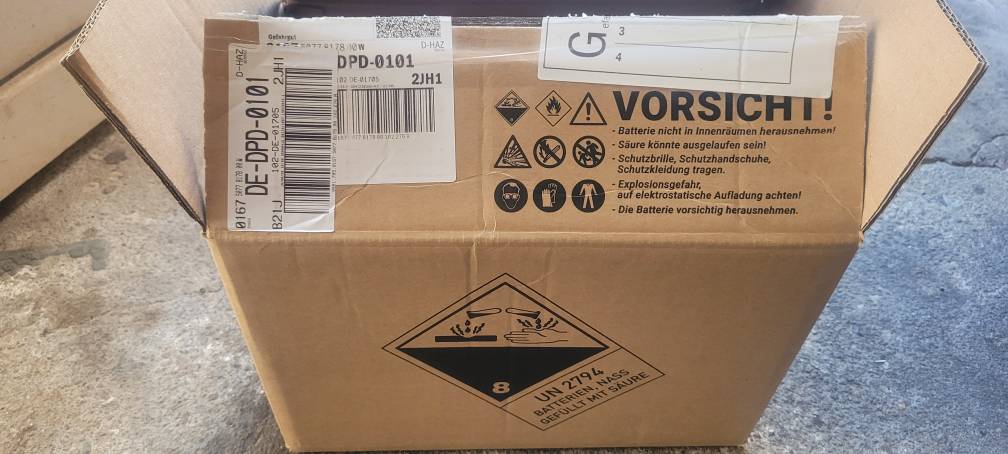 Gefahrgut
D-HAZ
DPD-0101
102-DE-01705
2JH1
D-HAZ
DE-DPD-0101
102-DE-01705 2JH1
B21J
G
3
4
VORSICHT!
- Batterie nicht in Innenräumen herausnehmen!
- Säure könnte ausgelaufen sein!
- Schutzbrille, Schutzhandschuhe,
Schutzkleidung tragen.
- Explosionsgefahr,
auf elektrostatische Aufladung achten!
- Die Batterie vorsichtig herausnehmen.
8
UN 2794
BATTERIEN, NASS
GEFÜLLT MIT SÄURE